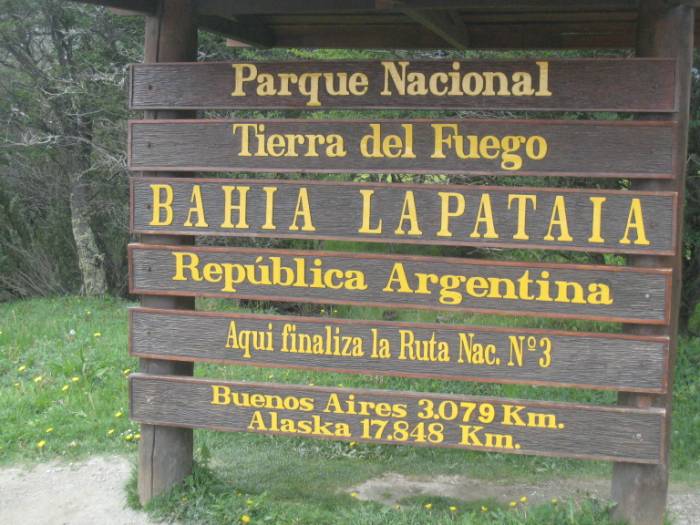 Parque Nacional
Tierra del Fuego
BAHIA LAPATAIA
República Argentina
Aqui finaliza la Ruta Nac. Nº3
Buenos Aires 3.079 Km.
Alaska 17.848 Km.